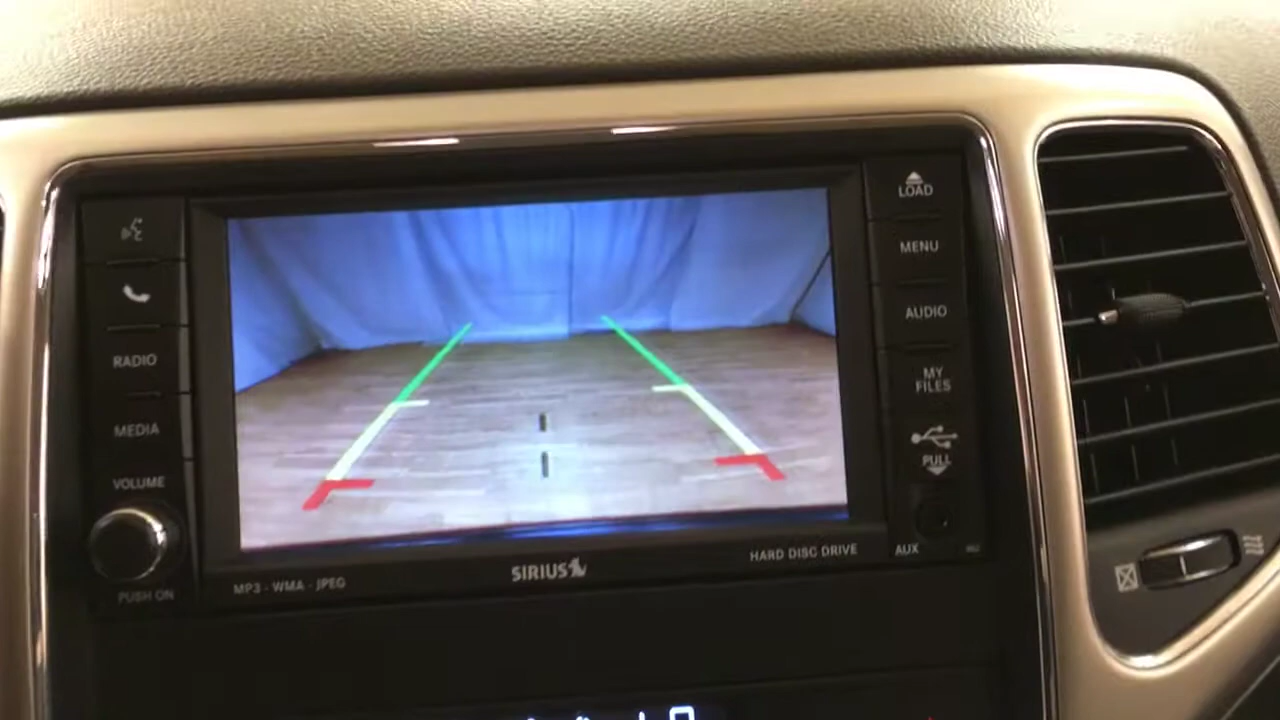 RADIO
MEDIA
VOLUME
PUSH ON
MP3 - WMA - JPEG
SIRIUS
HARD DISC DRIVE
LOAD
MENU
AUDIO
MY
FILES
PULL
AUX